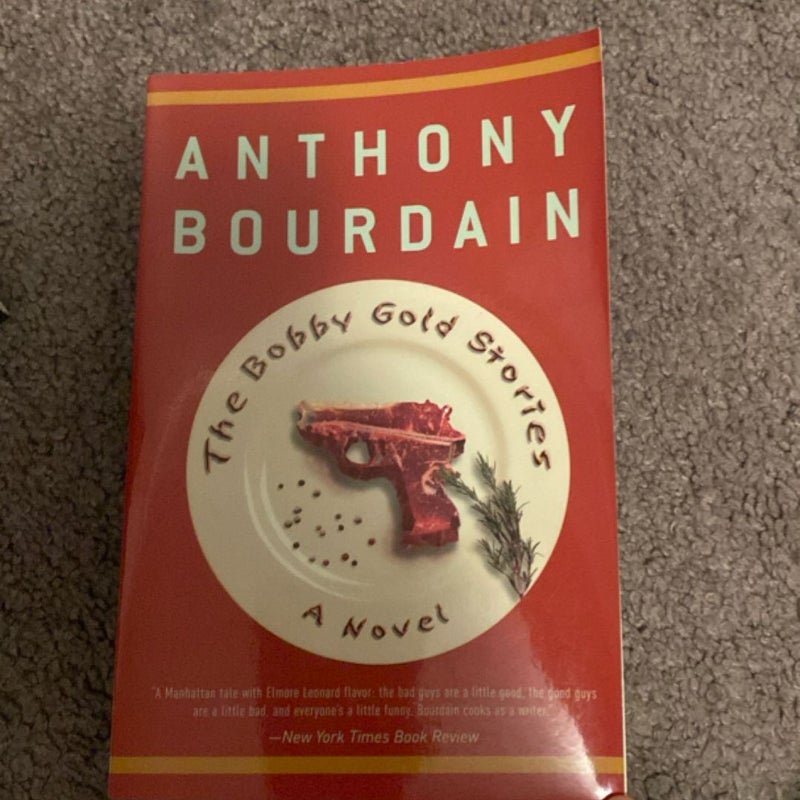 ANTHONY
BOURDAIN
The Bobby Gold Stories
A Novel
"A Manhattan tale with Elmore Leonard flavor: the bad guys are a little good, the good guys
are a little bad, and everyone's a little funny. Bourdain cooks as a writer."
—New York Times Book Review